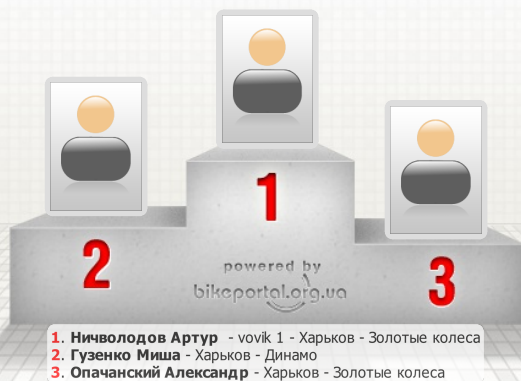 1
2
3
powered by
bikeportal.org.ua
1. Ничволодов Артур - vovik 1 - Харьков - Золотые колеса
2. Гузенко Миша - Харьков - Динамо
3. Опачанский Александр - Харьков - Золотые колеса